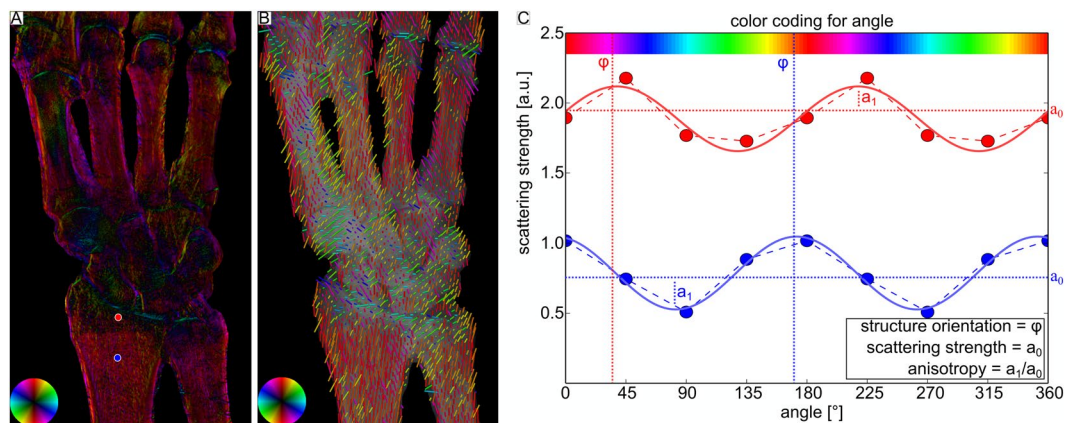 A
B
C
color coding for angle
2.5
2.0
1.5
1.0
0.5
scattering strength [a.u.]
φ
φ
a1
a0
a1
a0
structure orientation = φ
scattering strength = a0
anisotropy = a1/a0
0 45 90 135 180 225 270 315 360
angle [°]